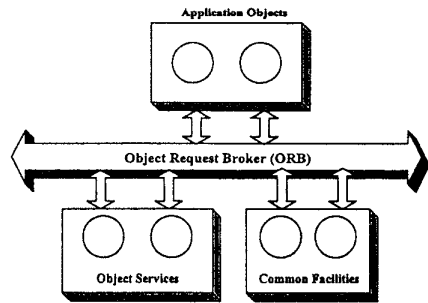 Application Objects
Object Request Broker (ORB)
Object Services
Common Facilities